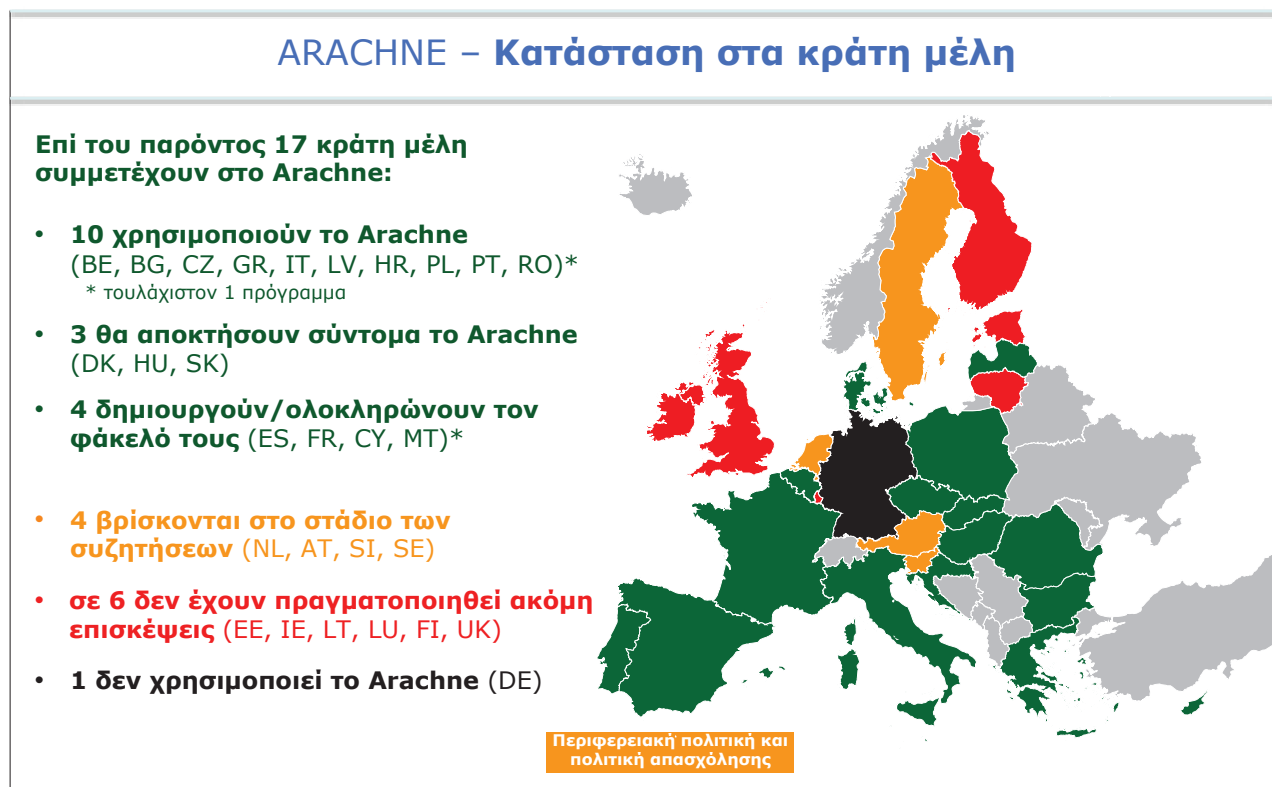 ARACHNE – Κατάσταση στα κράτη μέλη
Επί του παρόντος 17 κράτη μέλη
συμμετέχουν στο Arachne:
• 10 χρησιμοποιούν το Arachne
(BE, BG, CZ, GR, IT, LV, HR, PL, PT, RO)*
* τουλάχιστον 1 πρόγραμμα
• 3 θα αποκτήσουν σύντομα το Arachne
(DK, HU, SK)
• 4 δημιουργούν/ολοκληρώνουν τον
φάκελό τους (ES, FR, CY, MT)*
• 4 βρίσκονται στο στάδιο των
συζητήσεων (NL, AT, SI, SE)
• σε 6 δεν έχουν πραγματοποιηθεί ακόμη
επισκέψεις (EE, IE, LT, LU, FI, UK)
• 1 δεν χρησιμοποιεί το Arachne (DE)
Περιφερειακή πολιτική και
πολιτική απασχόλησης